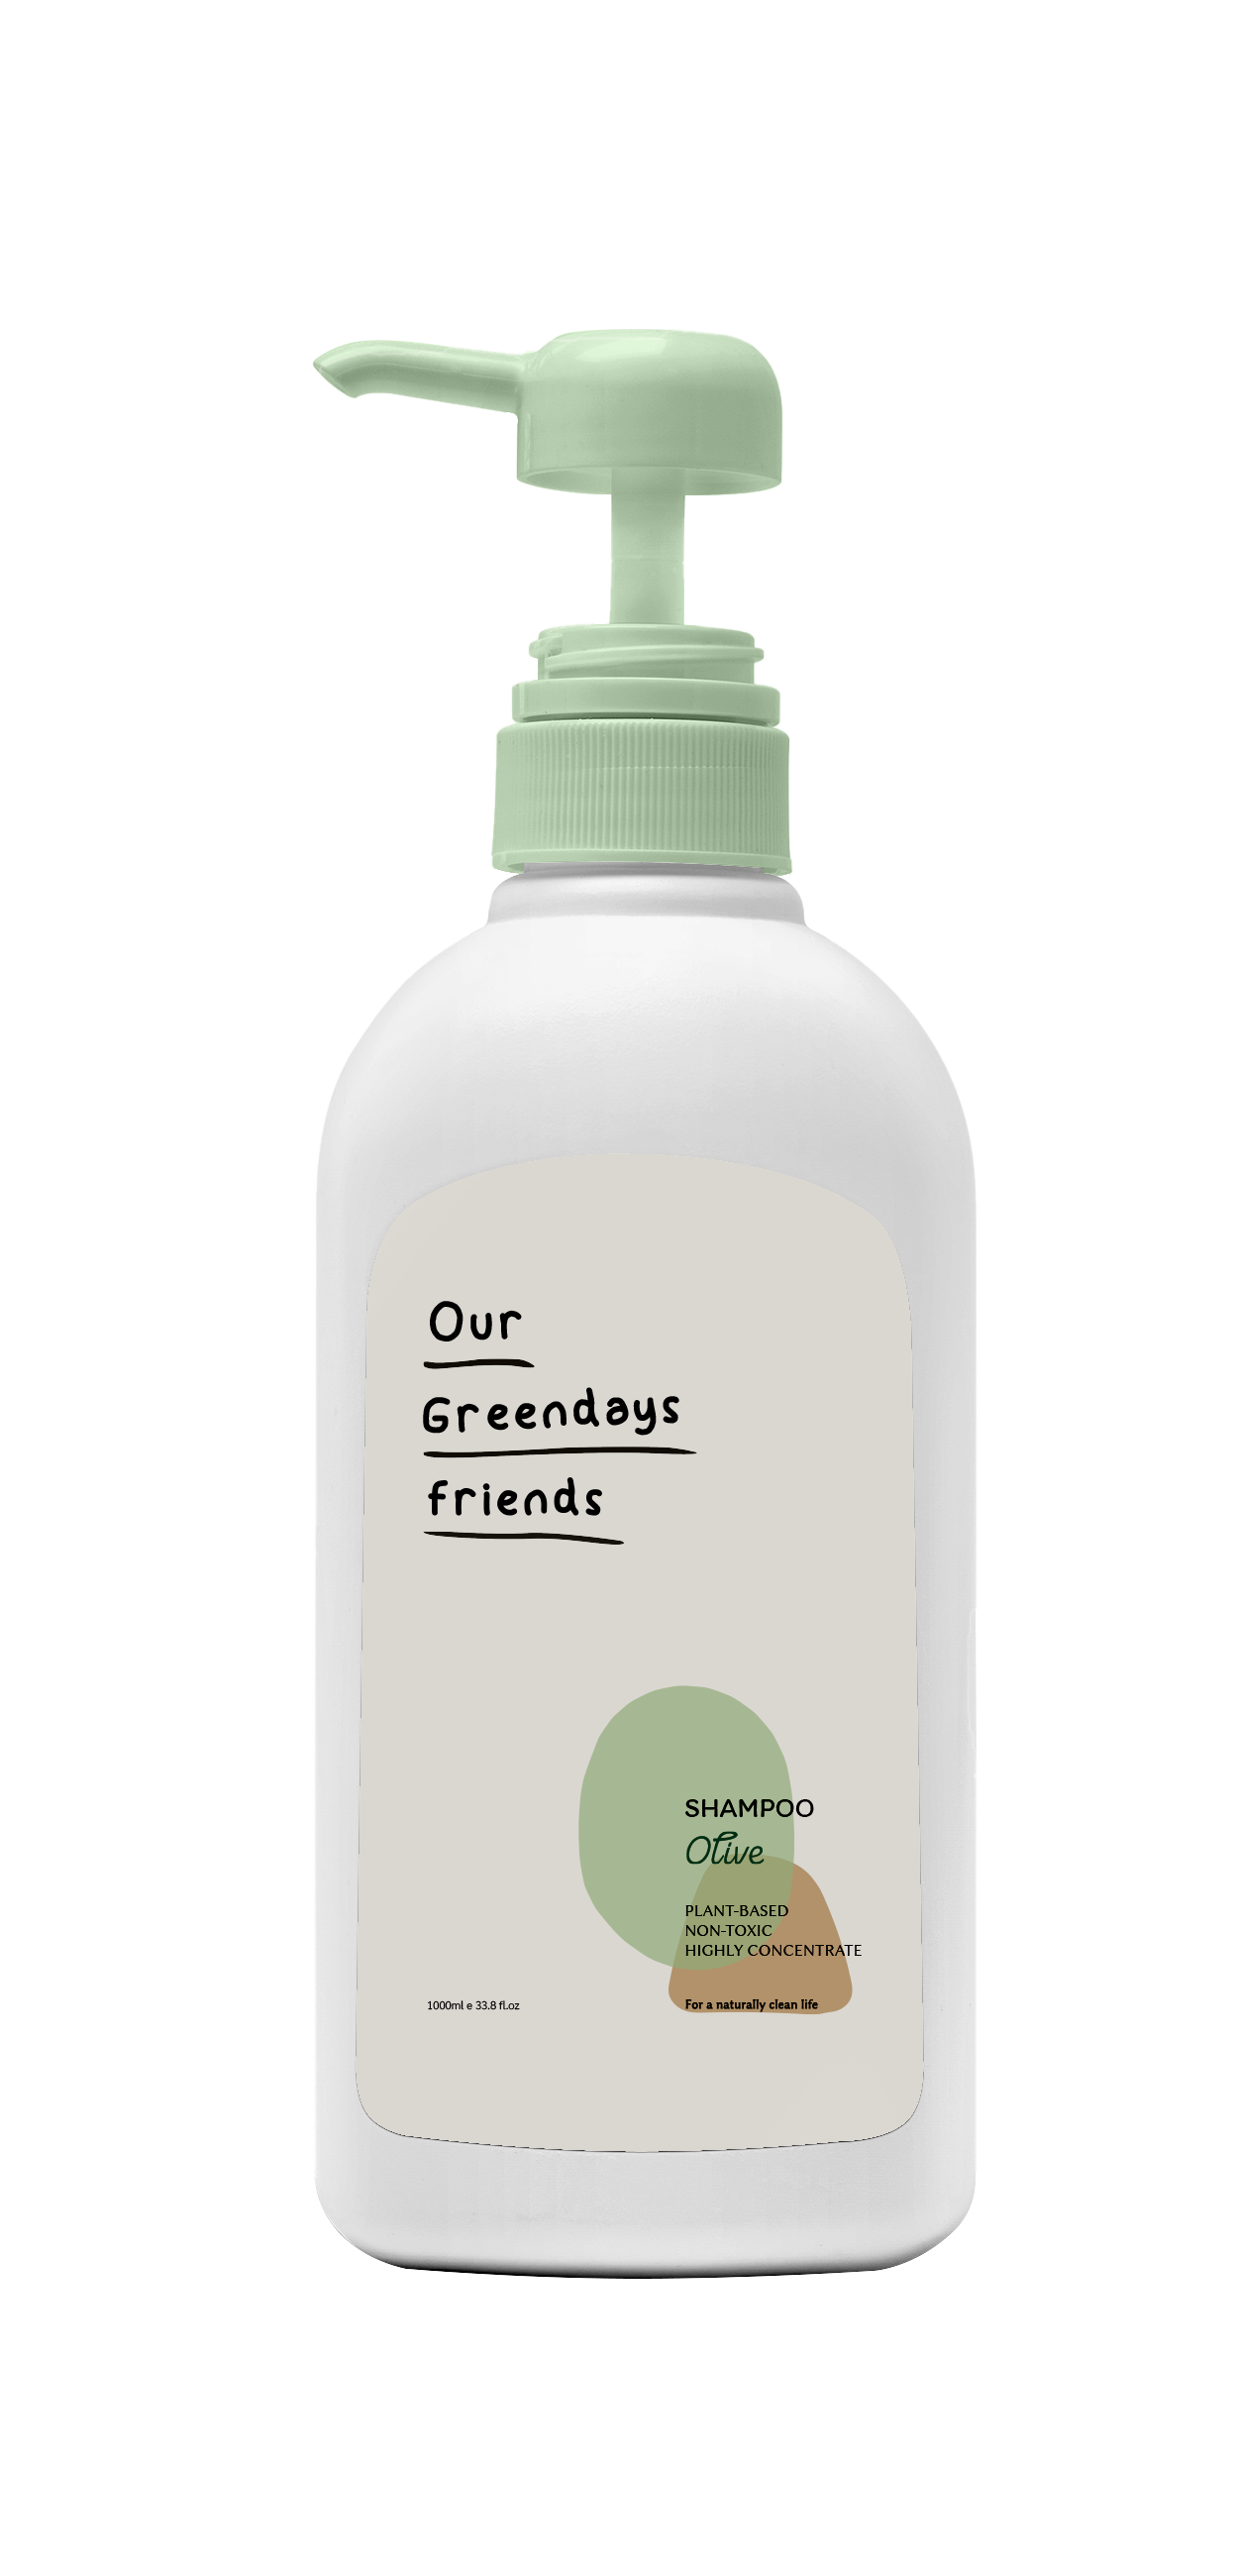 Our
Greendays
friends
SHAMPOO
Olive
PLANT-BASED
NON-TOXIC
HIGHLY CONCENTRATE
1000ml e 33.8 fl.oz
For a naturally clean life